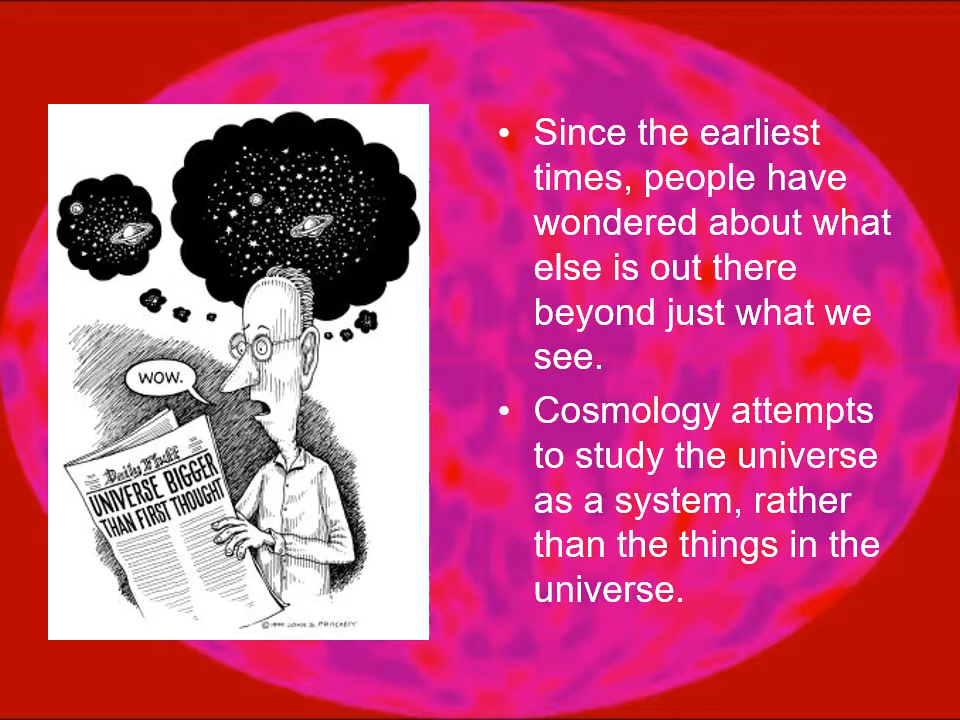 WOW.
Daily Fluff
UNIVERSE BIGGER
THAN FIRST THOUGHT
JOHN S. PRITCHETT
• Since the earliest
times, people have
wondered about what
else is out there
beyond just what we
see.
• Cosmology attempts
to study the universe
as a system, rather
than the things in the
universe.